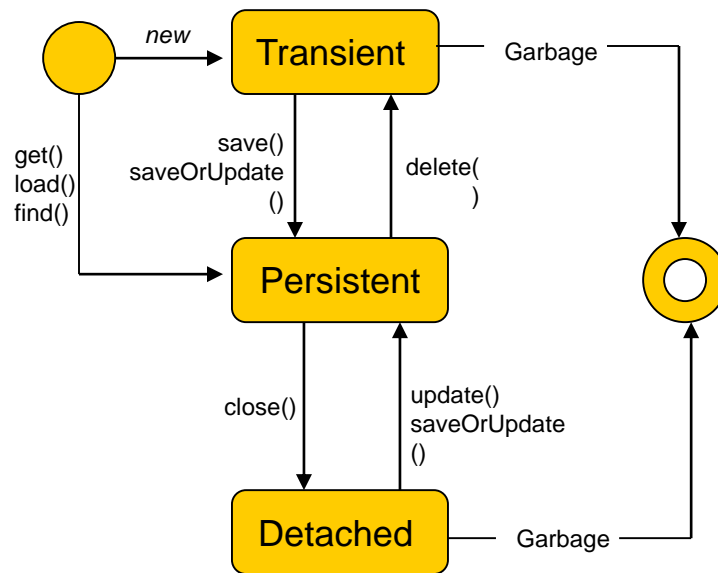 new
Transient
Garbage
get()
load()
find()
save()
saveOrUpdate
()
delete(
)
Persistent
close()
update()
saveOrUpdate
()
Detached
Garbage